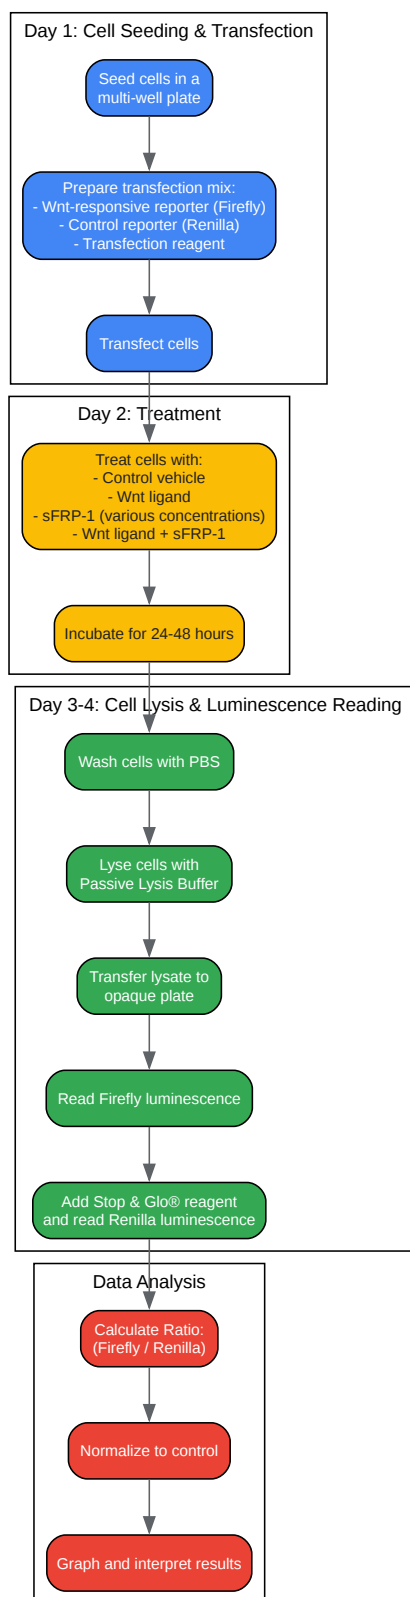 Day 1: Cell Seeding & Transfection
Seed cells in a
multi-well plate
Prepare transfection mix:
- Wnt-responsive reporter (Firefly)
- Control reporter (Renilla)
- Transfection reagent
Transfect cells
Day 2: Treatment
Treat cells with:
- Control vehicle
- Wnt ligand
- sFRP-1 (various concentrations)
- Wnt ligand + sFRP-1
Incubate for 24-48 hours
Day 3-4: Cell Lysis & Luminescence Reading
Wash cells with PBS
Lyse cells with
Passive Lysis Buffer
Transfer lysate to
opaque plate
Read Firefly luminescence
Add Stop & Glo® reagent
and read Renilla luminescence
Data Analysis
Calculate Ratio:
(Firefly / Renilla)
Normalize to control
Graph and interpret results